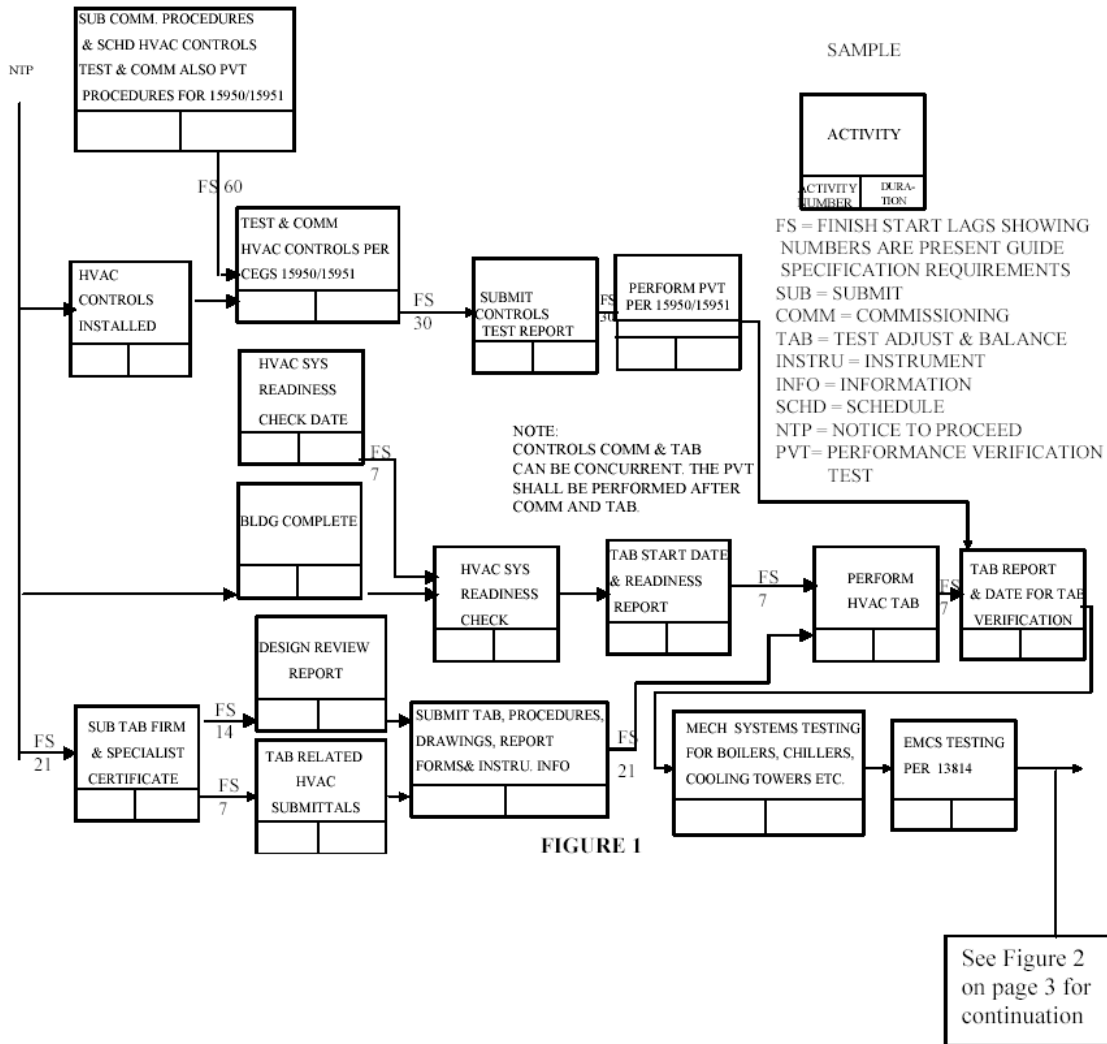 SUB COMM. PROCEDURES
& SCHD HVAC CONTROLS
TEST & COMM ALSO PVT
PROCEDURES FOR 15950/15951
NTP
SAMPLE
ACTIVITY
ACTIVITY
NUMBER
DURA-
TION
FS = FINISH START LAGS SHOWING
NUMBERS ARE PRESENT GUIDE
SPECIFICATION REQUIREMENTS
SUB = SUBMIT
COMM = COMMISSIONING
TAB = TEST ADJUST & BALANCE
INSTRU = INSTRUMENT
INFO = INFORMATION
SCHD = SCHEDULE
NTP = NOTICE TO PROCEED
PVT= PERFORMANCE VERIFICATION
TEST
FS 60
TEST & COMM
HVAC CONTROLS PER
CEGS 15950/15951
HVAC
CONTROLS
INSTALLED
FS
30
SUBMIT
CONTROLS
TEST REPORT
FS
30
PERFORM PVT
PER 15950/15951
HVAC SYS
READINESS
CHECK DATE
FS
7
NOTE:
CONTROLS COMM & TAB
CAN BE CONCURRENT. THE PVT
SHALL BE PERFORMED AFTER
COMM AND TAB.
BLDG COMPLETE
HVAC SYS
READINESS
CHECK
TAB START DATE
& READINESS
REPORT
FS
7
PERFORM
HVAC TAB
FS
7
TAB REPORT
& DATE FOR TAB
VERIFICATION
DESIGN REVIEW
REPORT
FS
21
SUB TAB FIRM
& SPECIALIST
CERTIFICATE
FS
14
FS
7
TAB RELATED
HVAC
SUBMITTALS
SUBMIT TAB, PROCEDURES,
DRAWINGS, REPORT
FORMS& INSTRU. INFO
FS
21
MECH SYSTEMS TESTING
FOR BOILERS, CHILLERS,
COOLING TOWERS ETC.
EMCS TESTING
PER 13814
FIGURE 1
See Figure 2
on page 3 for
continuation